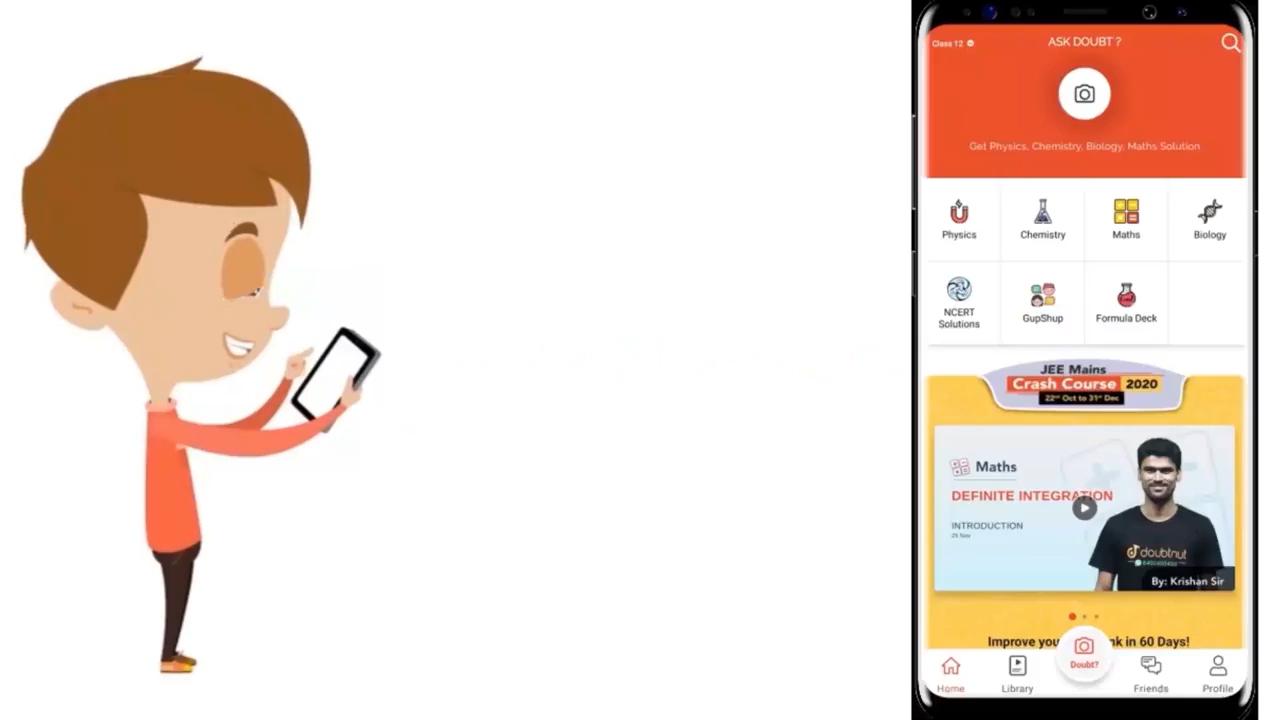 Class 12
ASK DOUBT ?
Get Physics, Chemistry, Biology, Maths Solution
Physics
Chemistry
Maths
Biology
NCERT
Solutions
GupShup
Formula Deck
JEE Mains
Crash Course 2020
22nd Oct to 31st Dec
Maths
DEFINITE INTEGRATION
INTRODUCTION
doubtnut
By: Krishan Sir
Improve you nk in 60 Days!
Doubt?
Home
Library
Friends
Profile